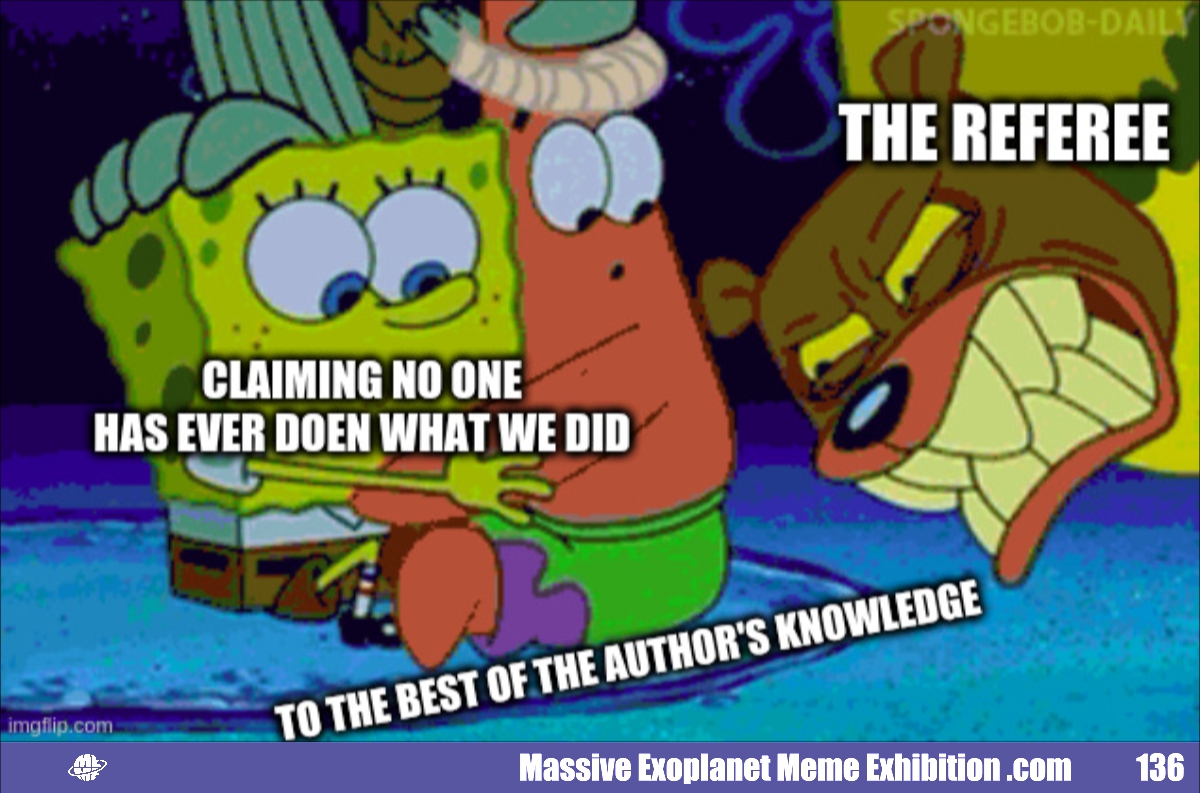 SPONGEBOB-DAILY
THE REFEREE
CLAIMING NO ONE
HAS EVER DOEN WHAT WE DID
TO THE BEST OF THE AUTHOR'S KNOWLEDGE
imgflip.com
Massive Exoplanet Meme Exhibition .com 136